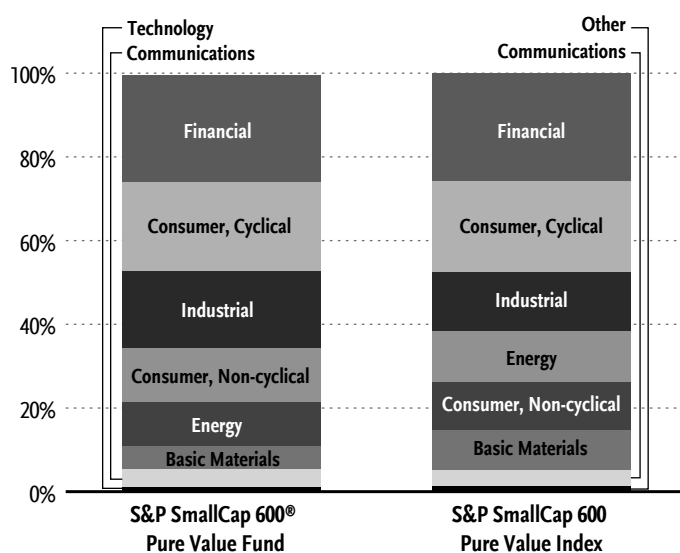 Technology
Communications
Other
Communications
100%
80%
60%
40%
20%
0%
Financial
Consumer, Cyclical
Industrial
Consumer, Non-cyclical
Energy
Basic Materials
Financial
Consumer, Cyclical
Industrial
Energy
Consumer, Non-cyclical
Basic Materials
S&P SmallCap 600®
Pure Value Fund
S&P SmallCap 600
Pure Value Index